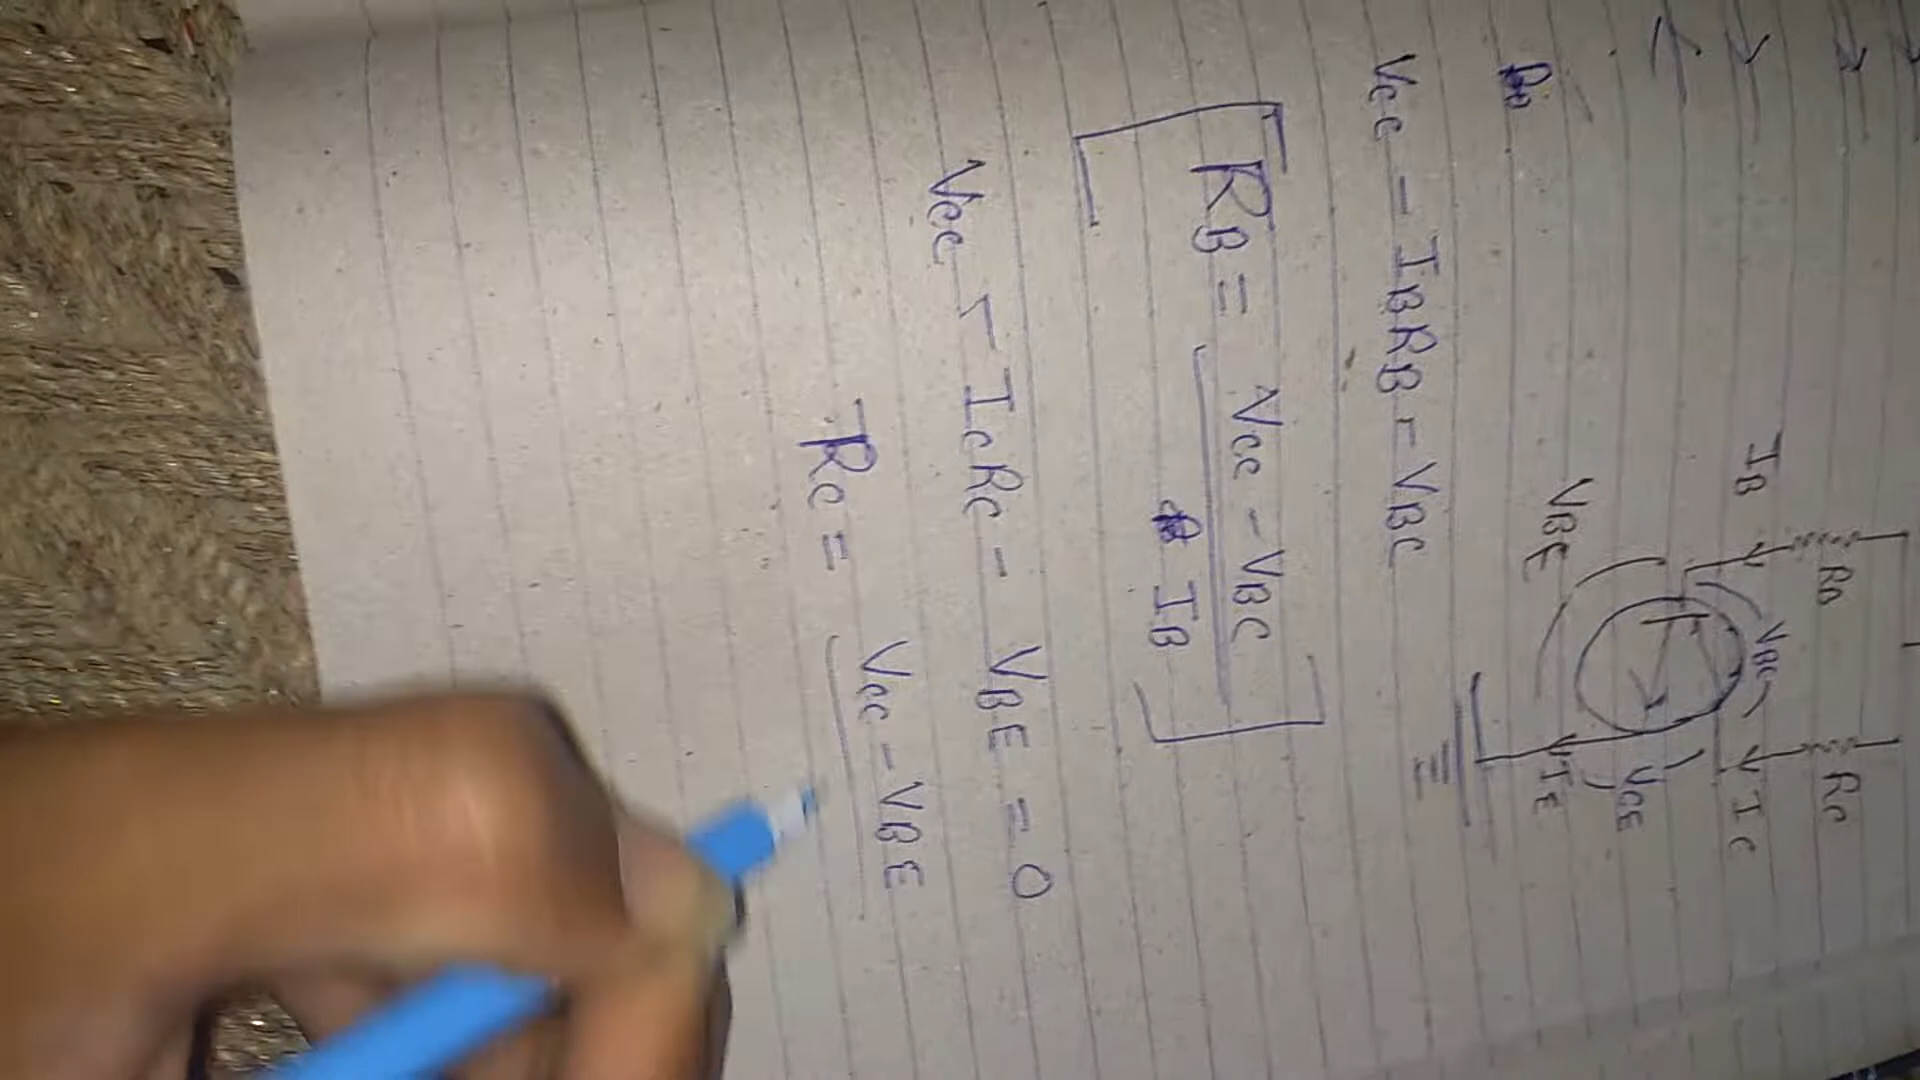 RB RC
IB VBC IC
VBE VCE
IE
VCC - IBRB - VBC
RB = VCC - VBC
IB
VCC - ICRC - VBE = 0
RC = VCC - VBE